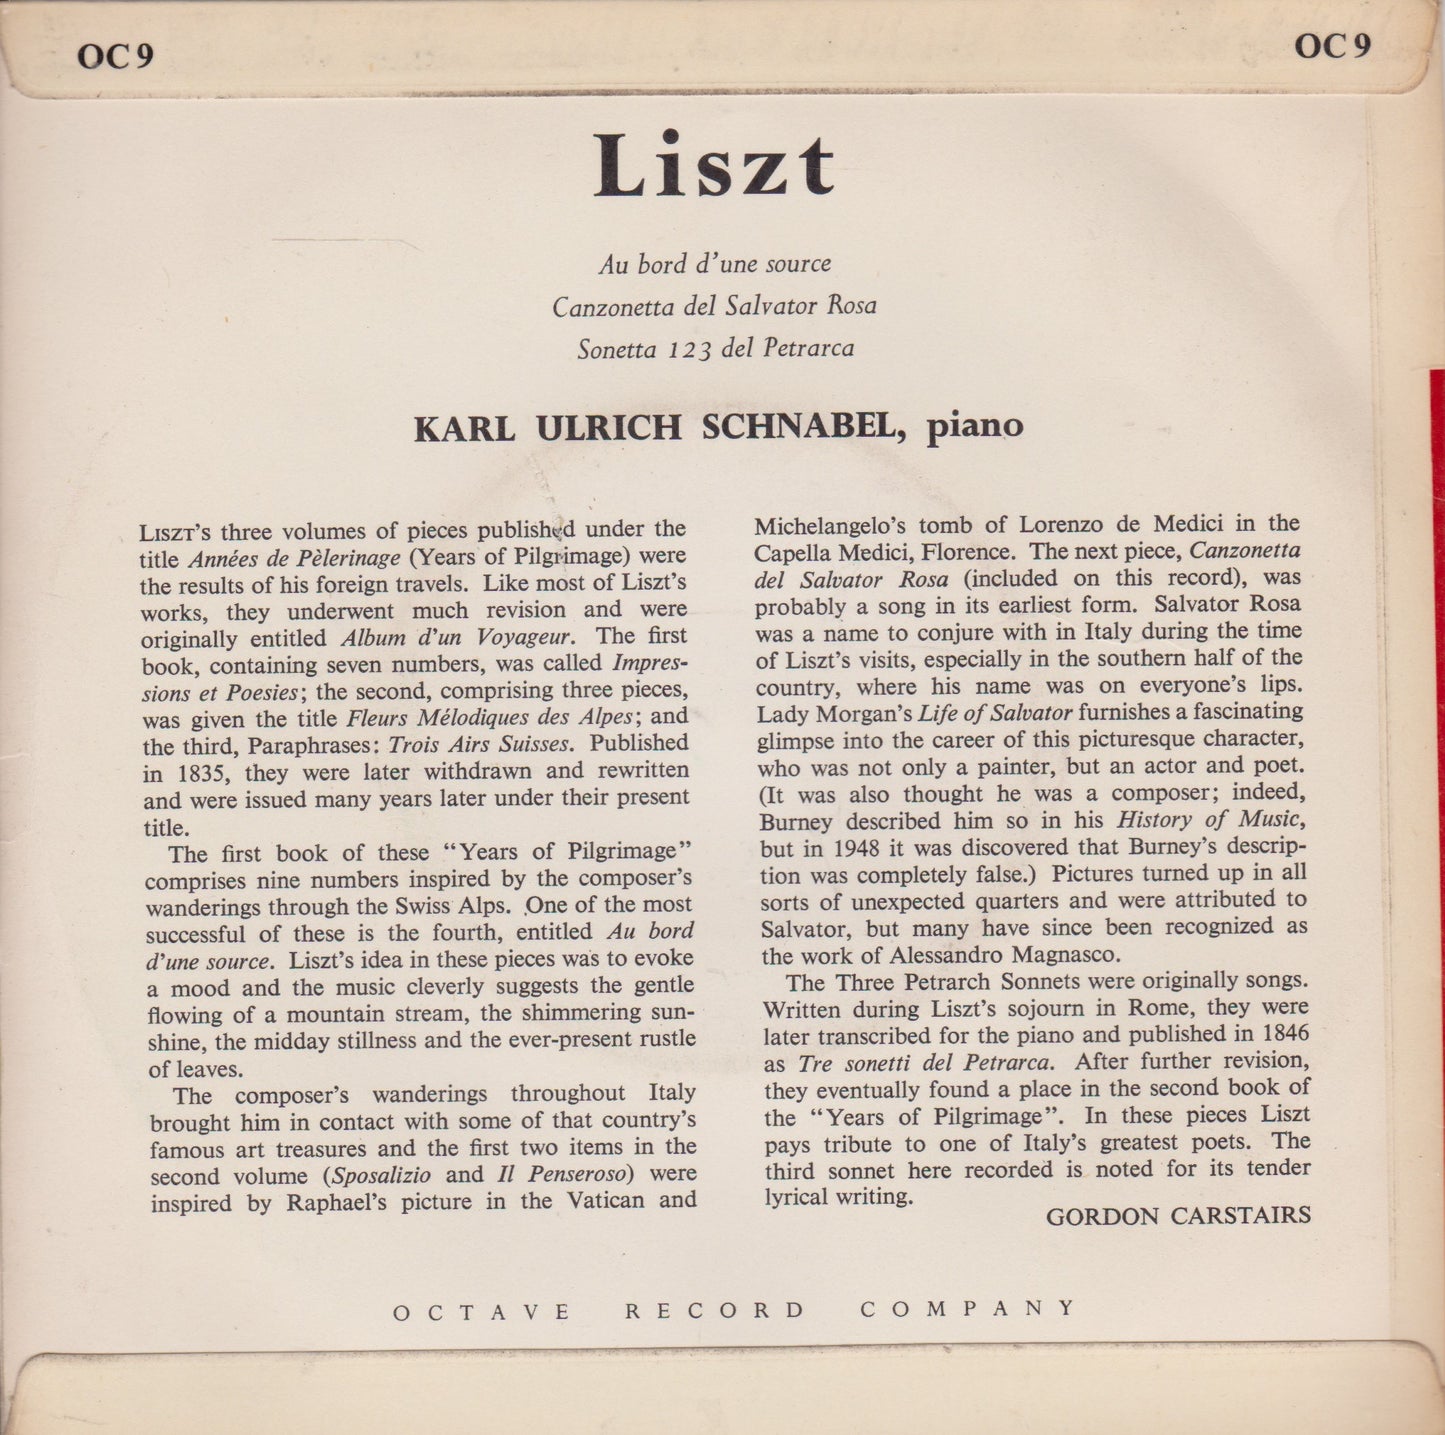 OC 9
OC 9
Liszt
Au bord d'une source
Canzonetta del Salvator Rosa
Sonetta 123 del Petrarca
KARL ULRICH SCHNABEL, piano
LISZT'S three volumes of pieces published under the
title Années de Pèlerinage (Years of Pilgrimage) were
the results of his foreign travels. Like most of Liszt's
works, they underwent much revision and were
originally entitled Album d'un Voyageur. The first
book, containing seven numbers, was called Impres-
sions et Poesies; the second, comprising three pieces,
was given the title Fleurs Mélodiques des Alpes; and
the third, Paraphrases: Trois Airs Suisses. Published
in 1835, they were later withdrawn and rewritten
and were issued many years later under their present
title.
The first book of these “Years of Pilgrimage”
comprises nine numbers inspired by the composer's
wanderings through the Swiss Alps. One of the most
successful of these is the fourth, entitled Au bord
d'une source. Liszt's idea in these pieces was to evoke
a mood and the music cleverly suggests the gentle
flowing of a mountain stream, the shimmering sun-
shine, the midday stillness and the ever-present rustle
of leaves.
The composer's wanderings throughout Italy
brought him in contact with some of that country's
famous art treasures and the first two items in the
second volume (Sposalizio and Il Penseroso) were
inspired by Raphael's picture in the Vatican and
Michelangelo's tomb of Lorenzo de Medici in the
Capella Medici, Florence. The next piece, Canzonetta
del Salvator Rosa (included on this record), was
probably a song in its earliest form. Salvator Rosa
was a name to conjure with in Italy during the time
of Liszt's visits, especially in the southern half of the
country, where his name was on everyone's lips.
Lady Morgan's Life of Salvator furnishes a fascinating
glimpse into the career of this picturesque character,
who was not only a painter, but an actor and poet.
(It was also thought he was a composer; indeed,
Burney described him so in his History of Music,
but in 1948 it was discovered that Burney's descrip-
tion was completely false.) Pictures turned up in all
sorts of unexpected quarters and were attributed to
Salvator, but many have since been recognized as
the work of Alessandro Magnasco.
The Three Petrarch Sonnets were originally songs.
Written during Liszt's sojourn in Rome, they were
later transcribed for the piano and published in 1846
as Tre sonetti del Petrarca. After further revision,
they eventually found a place in the second book of
the “Years of Pilgrimage”. In these pieces Liszt
pays tribute to one of Italy's greatest poets. The
third sonnet here recorded is noted for its tender
lyrical writing.
GORDON CARSTAIRS
OCTAVE RECORD COMPANY